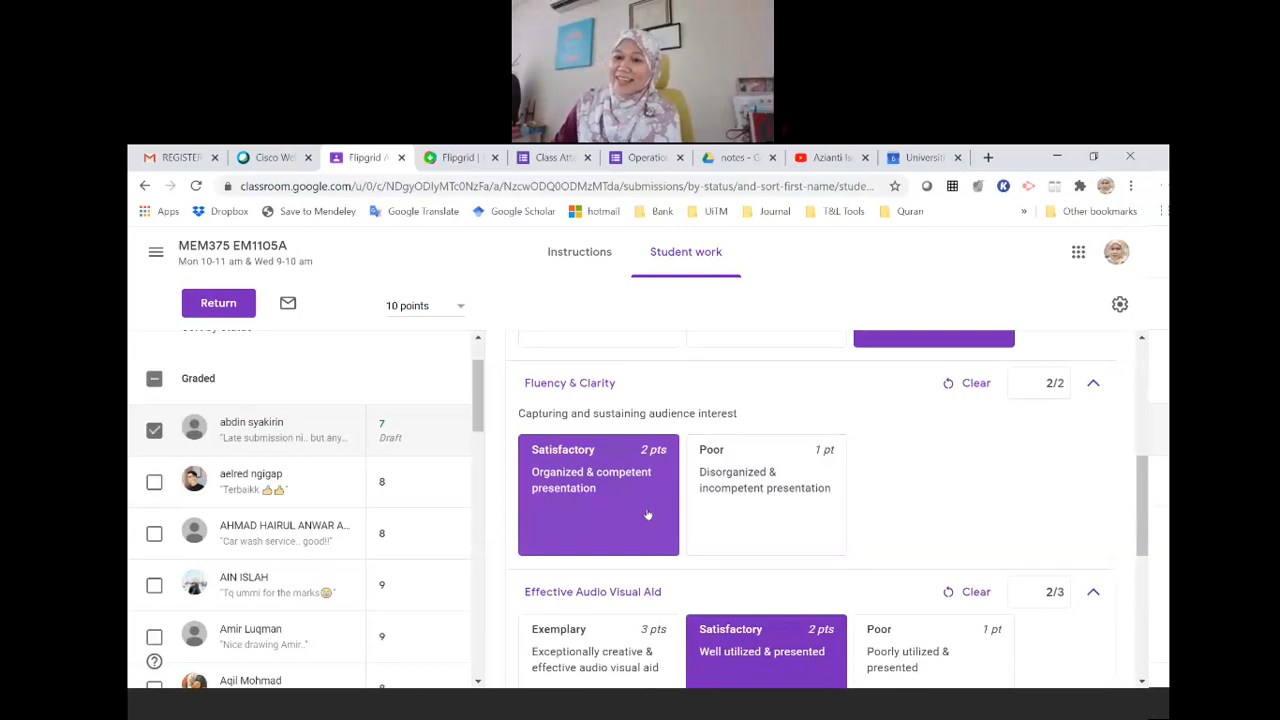 REGISTER
Cisco We
Flipgrid A
Flipgrid |
Class Att
Operation
notes - G
Azianti Is
Universiti
classroom.google.com/u/0/c/NDgyODIyMTc0NzFa/a/NzcwODQ0ODMzMTda/submissions/by-status/and-sort-first-name/stude...
Apps
Dropbox
Save to Mendeley
Google Translate
Google Scholar
hotmail
Bank
UiTM
Journal
T&L Tools
Quran
»
Other bookmarks
MEM375 EM1105A
Mon 10-11 am & Wed 9-10 am
Instructions
Student work
Return
10 points
Graded
abdin syakirin
"Late submission ni.. but any...
7
Draft
aelred ngigap
"Terbaikk 👍👍"
8
AHMAD HAIRUL ANWAR A...
"Car wash service.. good!!"
8
AIN ISLAH
"Tq ummi for the marks😄"
9
Amir Luqman
"Nice drawing Amir.."
9
Aqil Mohmad
Fluency & Clarity
Clear
2/2
Capturing and sustaining audience interest
Satisfactory 2 pts
Organized & competent
presentation
Poor 1 pt
Disorganized &
incompetent presentation
Effective Audio Visual Aid
Clear
2/3
Exemplary 3 pts
Exceptionally creative &
effective audio visual aid
Satisfactory 2 pts
Well utilized & presented
Poor 1 pt
Poorly utilized &
presented